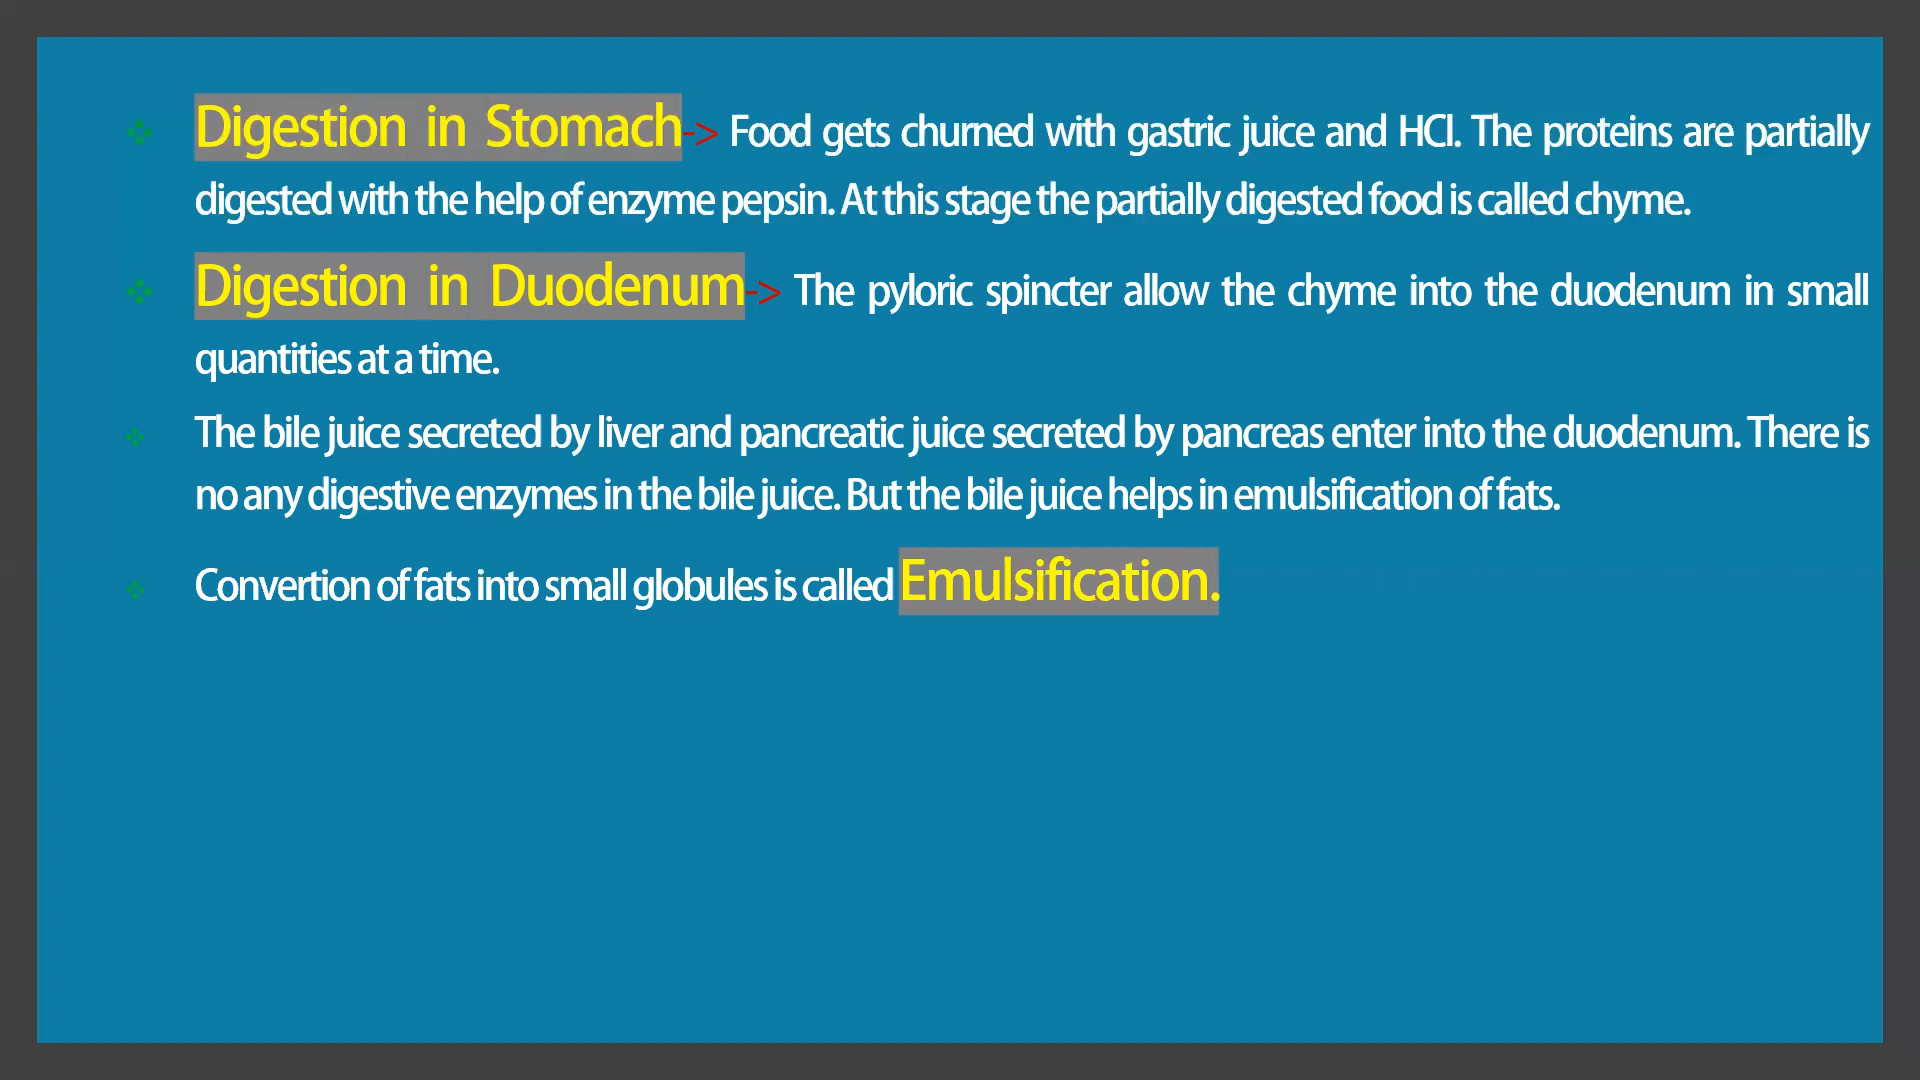 Digestion in Stomach-> Food gets churned with gastric juice and HCl. The proteins are partially
digested with the help of enzyme pepsin. At this stage the partially digested food is called chyme.
Digestion in Duodenum-> The pyloric spincter allow the chyme into the duodenum in small
quantities at a time.
The bile juice secreted by liver and pancreatic juice secreted by pancreas enter into the duodenum. There is
no any digestive enzymes in the bile juice. But the bile juice helps in emulsification of fats.
Convertion of fats into small globules is called Emulsification.